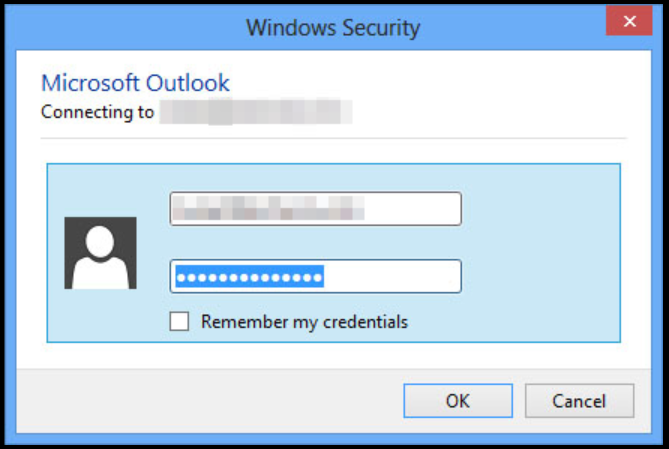 Windows Security
Microsoft Outlook
Connecting to
Remember my credentials
OK
Cancel